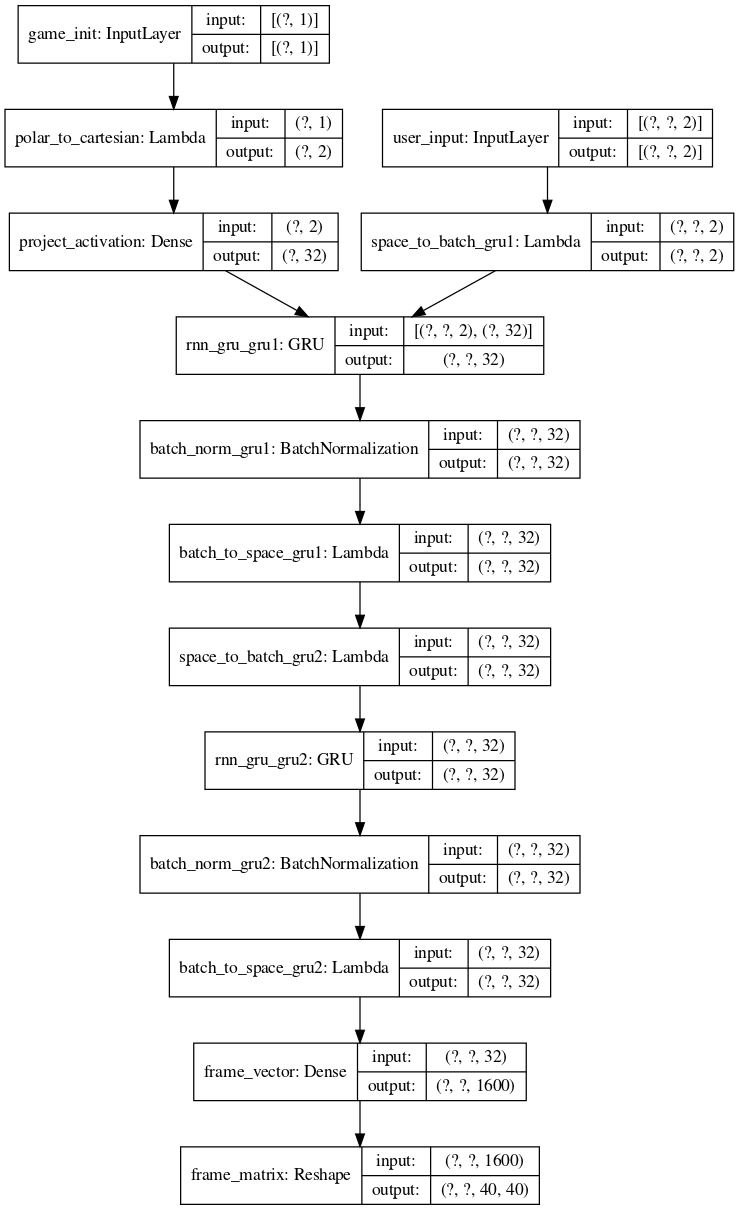 game_init: InputLayer
input: [(?, 1)]
output: [(?, 1)]
polar_to_cartesian: Lambda
input: (?, 1)
output: (?, 2)
user_input: InputLayer
input: [(?, ?, 2)]
output: [(?, ?, 2)]
project_activation: Dense
input: (?, 2)
output: (?, 32)
space_to_batch_gru1: Lambda
input: (?, ?, 2)
output: (?, ?, 2)
rnn_gru_gru1: GRU
input: [(?, ?, 2), (?, 32)]
output: (?, ?, 32)
batch_norm_gru1: BatchNormalization
input: (?, ?, 32)
output: (?, ?, 32)
batch_to_space_gru1: Lambda
input: (?, ?, 32)
output: (?, ?, 32)
space_to_batch_gru2: Lambda
input: (?, ?, 32)
output: (?, ?, 32)
rnn_gru_gru2: GRU
input: (?, ?, 32)
output: (?, ?, 32)
batch_norm_gru2: BatchNormalization
input: (?, ?, 32)
output: (?, ?, 32)
batch_to_space_gru2: Lambda
input: (?, ?, 32)
output: (?, ?, 32)
frame_vector: Dense
input: (?, ?, 32)
output: (?, ?, 1600)
frame_matrix: Reshape
input: (?, ?, 1600)
output: (?, ?, 40, 40)